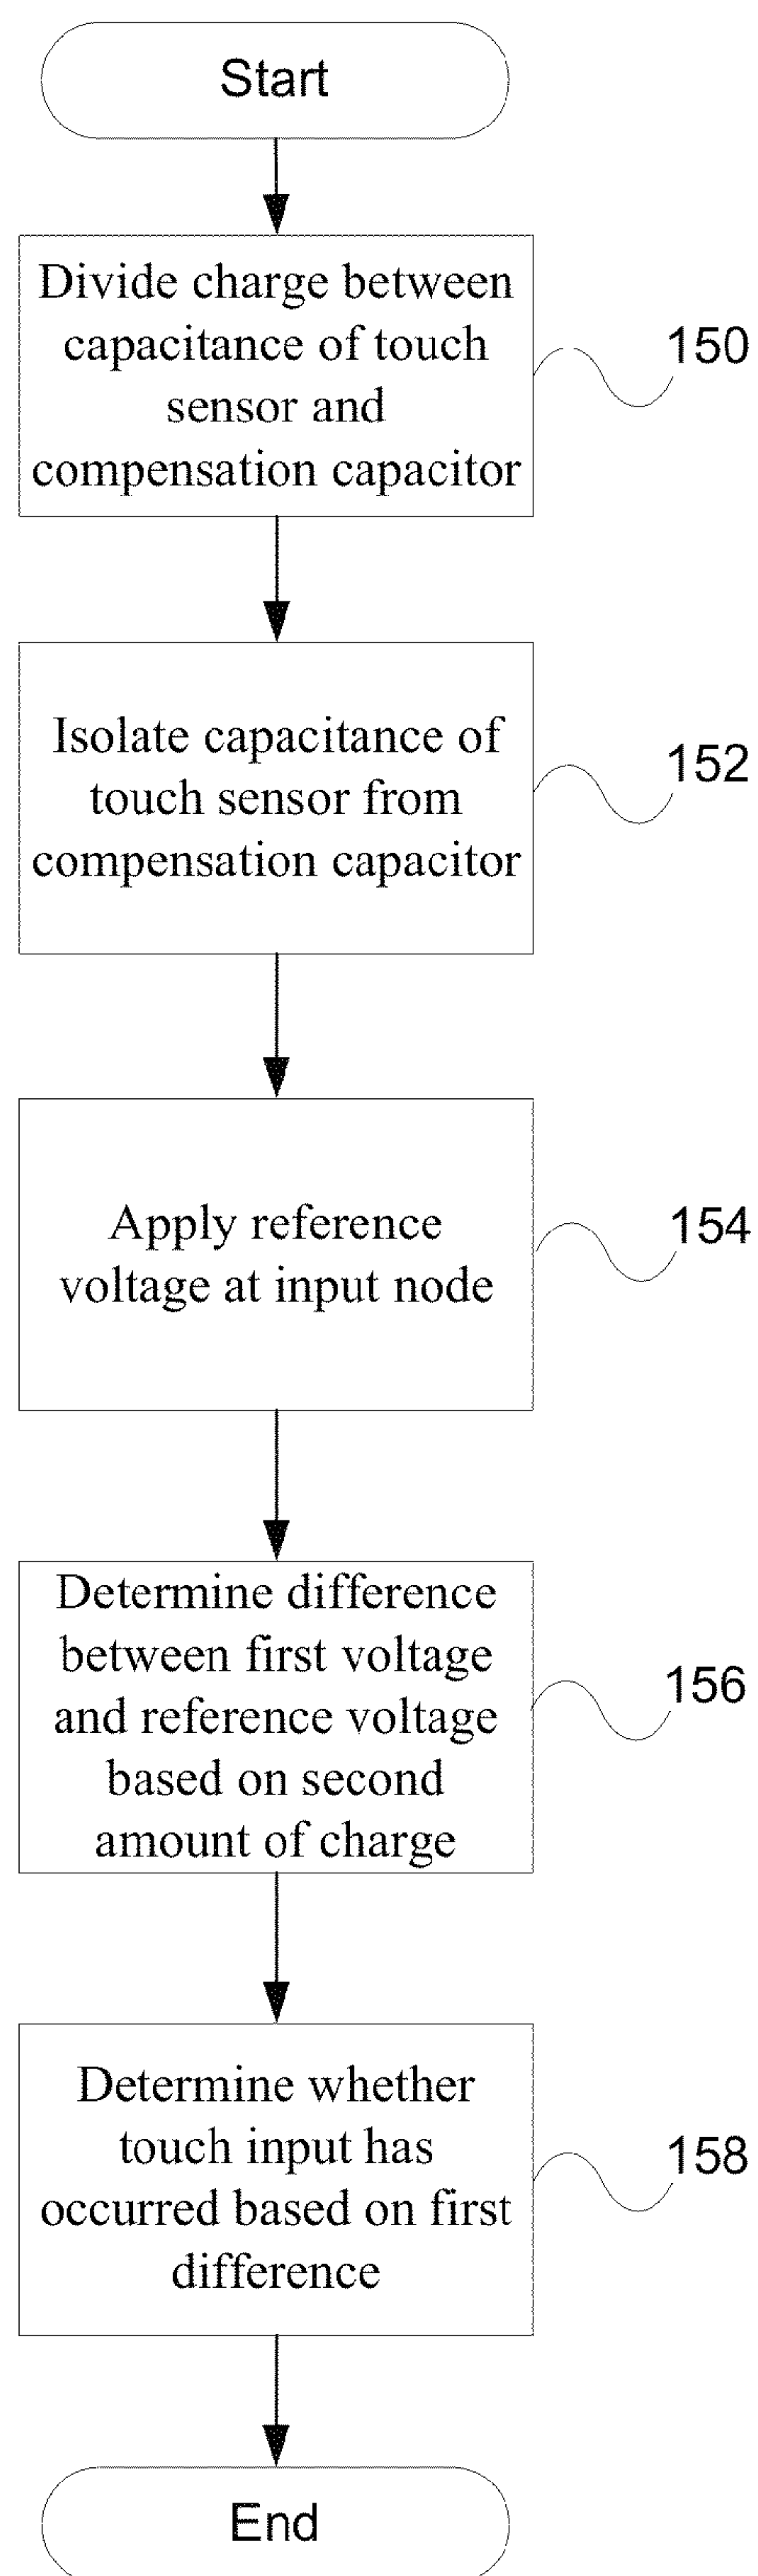 Start
Divide charge between
capacitance of touch
sensor and
compensation capacitor
150
Isolate capacitance of
touch sensor from
compensation capacitor
152
Apply reference
voltage at input node
154
Determine difference
between first voltage
and reference voltage
based on second
amount of charge
156
Determine whether
touch input has
occurred based on first
difference
158
End